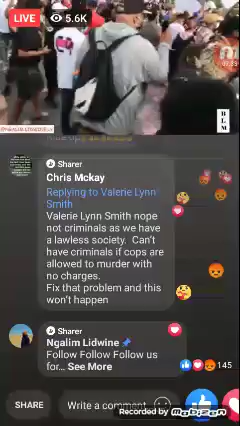 LIVE 5.6K
BLM
Sharer
Chris Mckay
Replying to Valerie Lynn
Smith
Valerie Lynn Smith nope
not criminals as we have
a lawless society. Can't
have criminals if cops are
allowed to murder with
no charges.
Fix that problem and this
won't happen
Sharer
Ngalim Lidwine
Follow Follow Follow us
for... See More
145
SHARE
Write a comment
Recorded by Mobizen